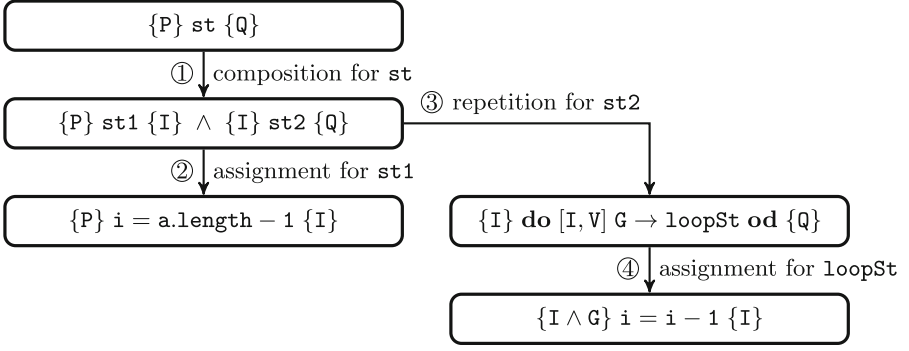 {P} st {Q}
① composition for st
{P} st1 {I} ∧ {I} st2 {Q}
③ repetition for st2
② assignment for st1
{P} i = a.length − 1 {I}
{I} do [I, V] G → loopSt od {Q}
④ assignment for loopSt
{I ∧ G} i = i − 1 {I}